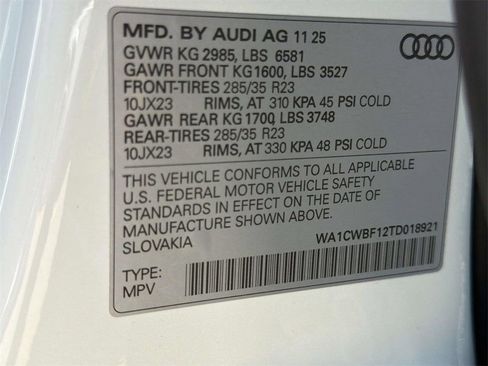 MFD. BY AUDI AG 11 25
GVWR KG 2985, LBS 6581
GAWR FRONT KG1600, LBS 3527
FRONT-TIRES 285/35 R23
10JX23 RIMS, AT 310 KPA 45 PSI COLD
GAWR REAR KG 1700, LBS 3748
REAR-TIRES 285/35 R23
10JX23 RIMS, AT 330 KPA 48 PSI COLD
THIS VEHICLE CONFORMS TO ALL APPLICABLE
U.S. FEDERAL MOTOR VEHICLE SAFETY
STANDARDS IN EFFECT ON THE DATE OF
MANUFACTURE SHOWN ABOVE.
SLOVAKIA
WA1CWBF12TD018921
TYPE:
MPV